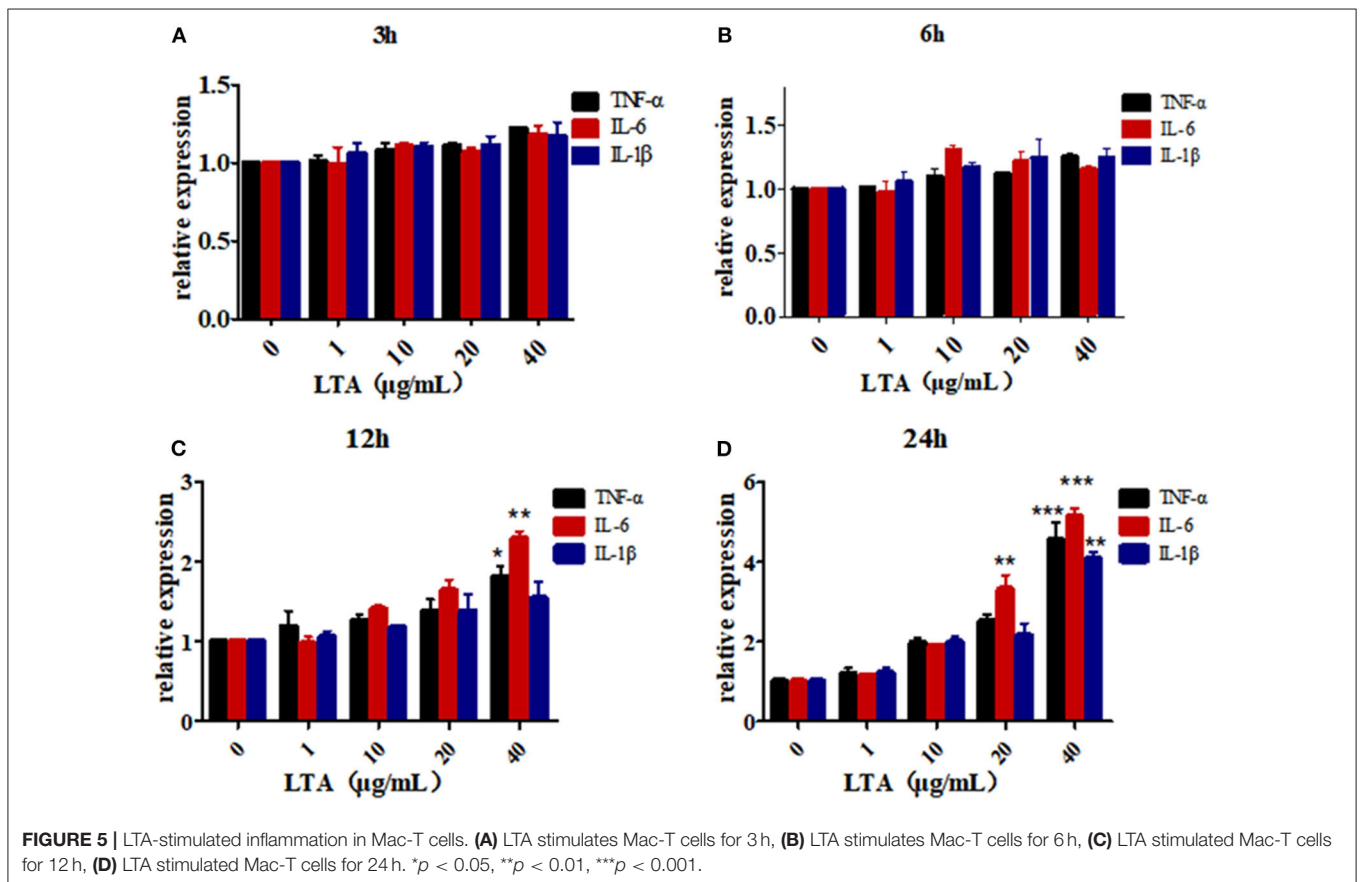 A
3h
relative expression
1.5
1.0
0.5
0.0
0
1
10
20
40
LTA (μg/mL)
TNF-α
IL-6
IL-1β
B
6h
relative expression
1.5
1.0
0.5
0.0
0
1
10
20
40
LTA (μg/mL)
TNF-α
IL-6
IL-1β
C
12h
relative expression
3
2
1
0
*
**
0
1
10
20
40
LTA (μg/mL)
TNF-α
IL-6
IL-1β
D
24h
relative expression
6
4
2
0
**
***
***
**
0
1
10
20
40
LTA (μg/mL)
TNF-α
IL-6
IL-1β
FIGURE 5 | LTA-stimulated inflammation in Mac-T cells. (A) LTA stimulates Mac-T cells for 3 h, (B) LTA stimulates Mac-T cells for 6 h, (C) LTA stimulated Mac-T cells
for 12 h, (D) LTA stimulated Mac-T cells for 24 h. *p < 0.05, **p < 0.01, ***p < 0.001.